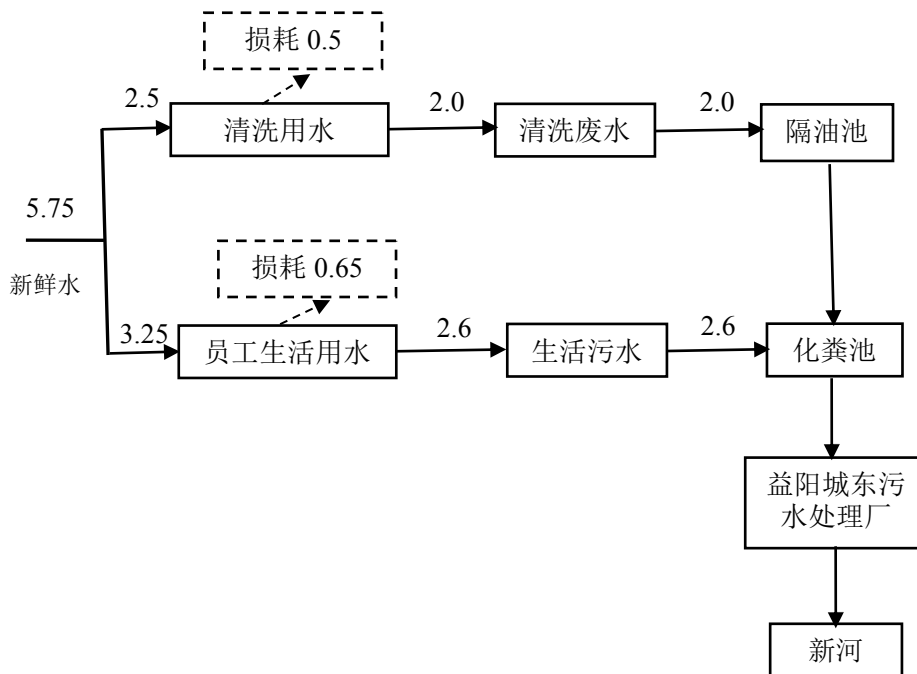 损耗 0.5
2.5
清洗用水
2.0
清洗废水
2.0
隔油池
5.75
新鲜水
损耗 0.65
3.25
员工生活用水
2.6
生活污水
2.6
化粪池
益阳城东污
水处理厂
新河